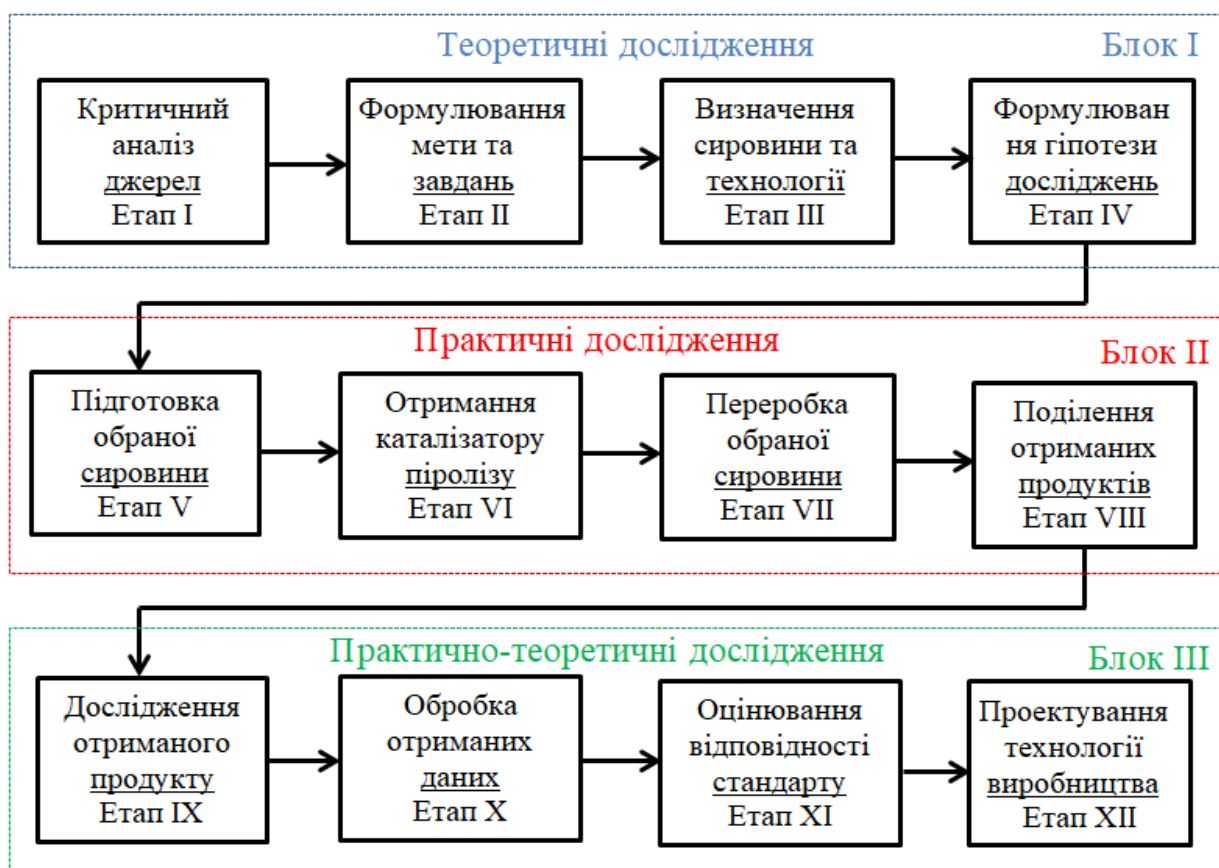 Теоретичні дослідження
Блок I
Критичний
аналіз
джерел
Етап I
Формулювання
мети та
завдань
Етап II
Визначення
сировини та
технології
Етап III
Формулюван
ня гіпотези
досліджень
Етап IV
Практичні дослідження
Блок II
Підготовка
обраної
сировини
Етап V
Отримання
каталізатору
піролізу
Етап VI
Переробка
обраної
сировини
Етап VII
Поділення
отриманих
продуктів
Етап VIII
Практично-теоретичні дослідження
Блок III
Дослідження
отриманого
продукту
Етап IX
Обробка
отриманих
даних
Етап X
Оцінювання
відповідності
стандарту
Етап XI
Проектування
технології
виробництва
Етап XII